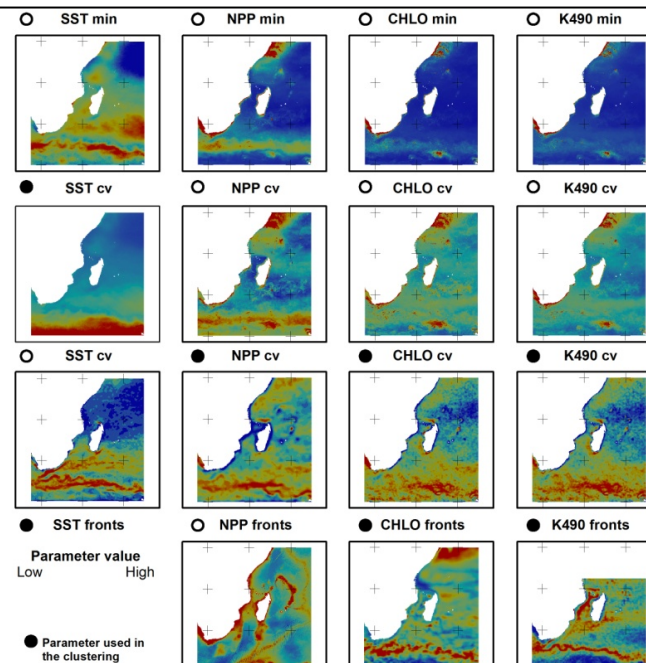 SST min NPP min CHLO min K490 min
SST cv NPP cv CHLO cv K490 cv
SST cv NPP cv CHLO cv K490 cv
SST fronts NPP fronts CHLO fronts K490 fronts
Parameter value
Low High
Parameter used in
the clustering